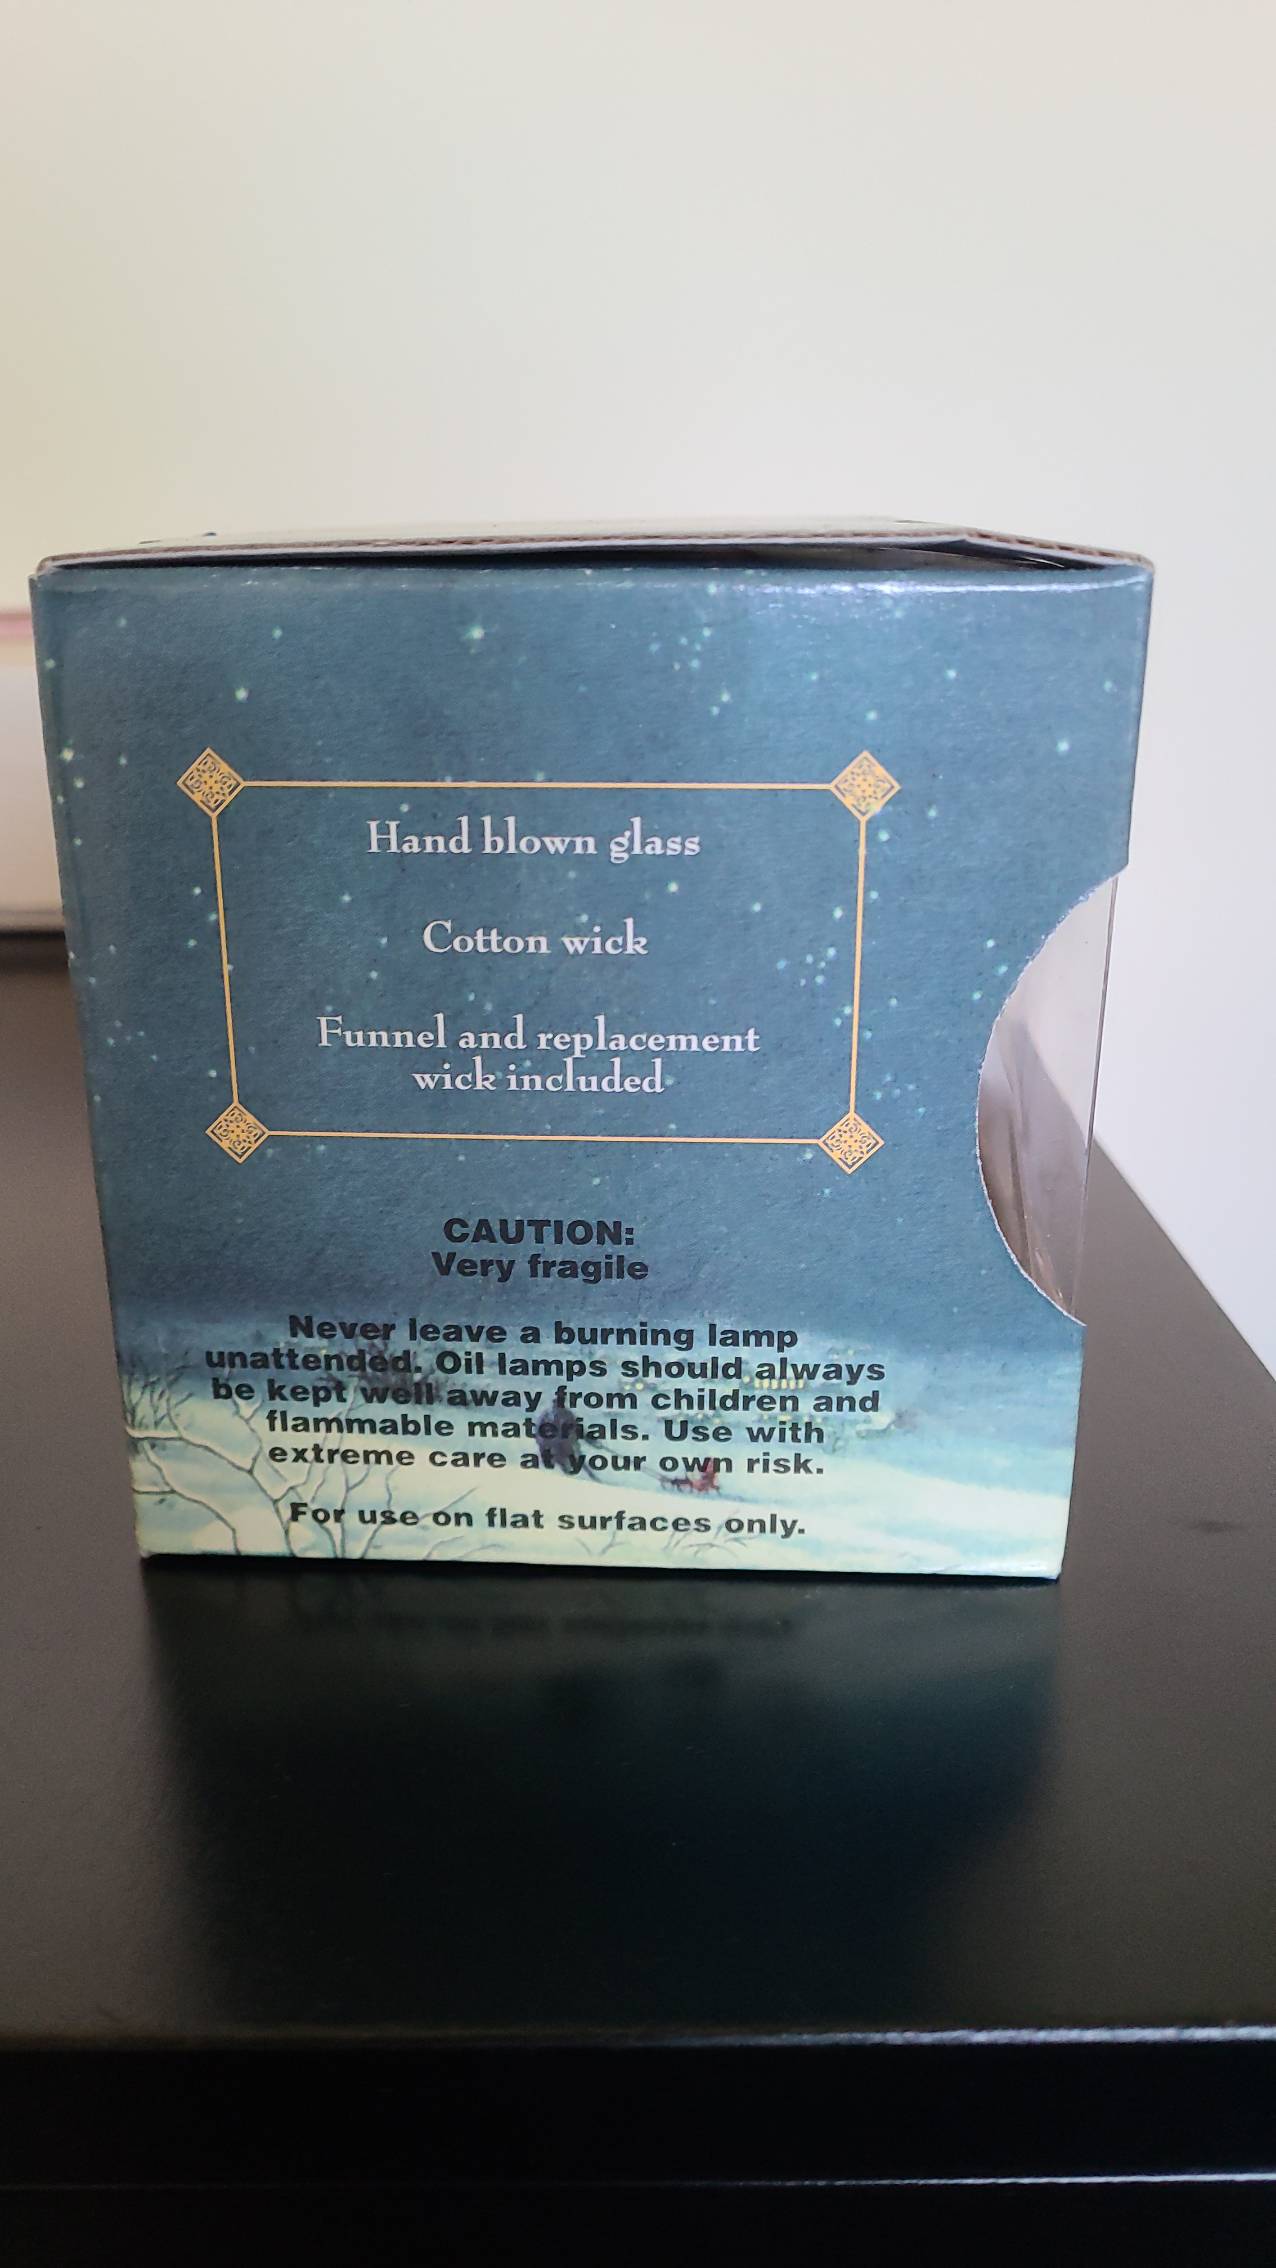 Hand blown glass
Cotton wick
Funnel and replacement
wick included
CAUTION:
Very fragile
Never leave a burning lamp
unattended. Oil lamps should always
be kept well away from children and
flammable materials. Use with
extreme care at your own risk.
For use on flat surfaces only.